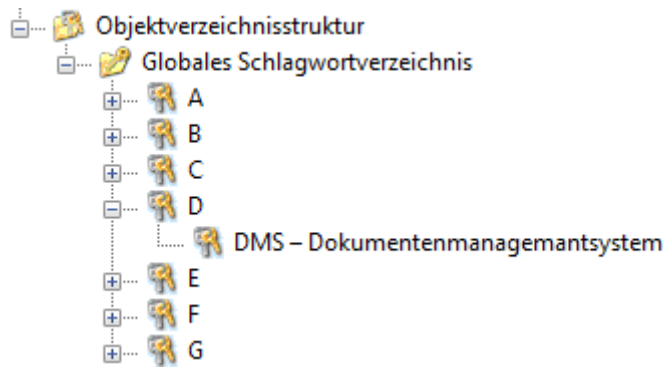 Objektverzeichnisstruktur
Globales Schlagwortverzeichnis
A
B
C
D
DMS – Dokumentenmanagemantsystem
E
F
G